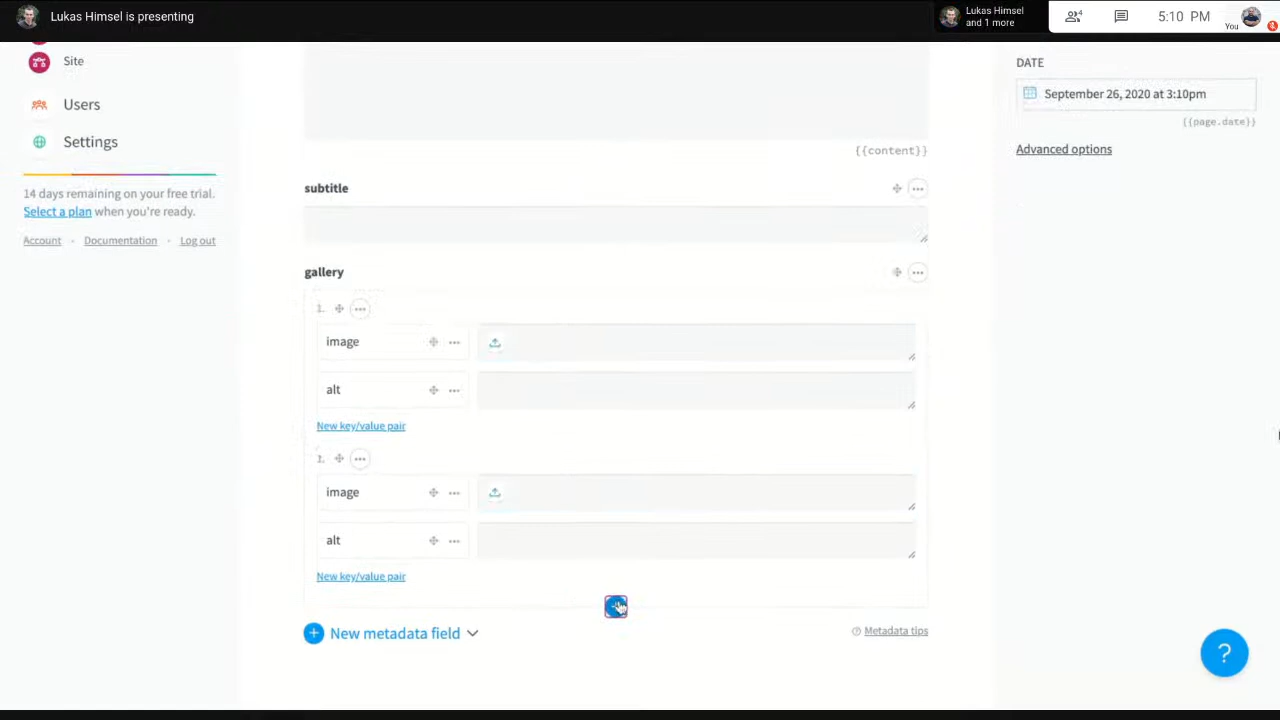 Lukas Himsel is presenting
Lukas Himsel
and 1 more
4
5:10 PM
You
Site
Users
Settings
14 days remaining on your free trial.
Select a plan when you're ready.
Account • Documentation • Log out
{{content}}
subtitle
gallery
1.
image
alt
New key/value pair
image
alt
New key/value pair
New metadata field
Metadata tips
DATE
September 26, 2020 at 3:10pm
{{page.date}}
Advanced options
?